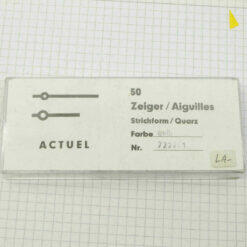 50
Zeiger/Aiguilles
Strichform/Quarz
Farbe
ACTUEL
Nr.
LA-